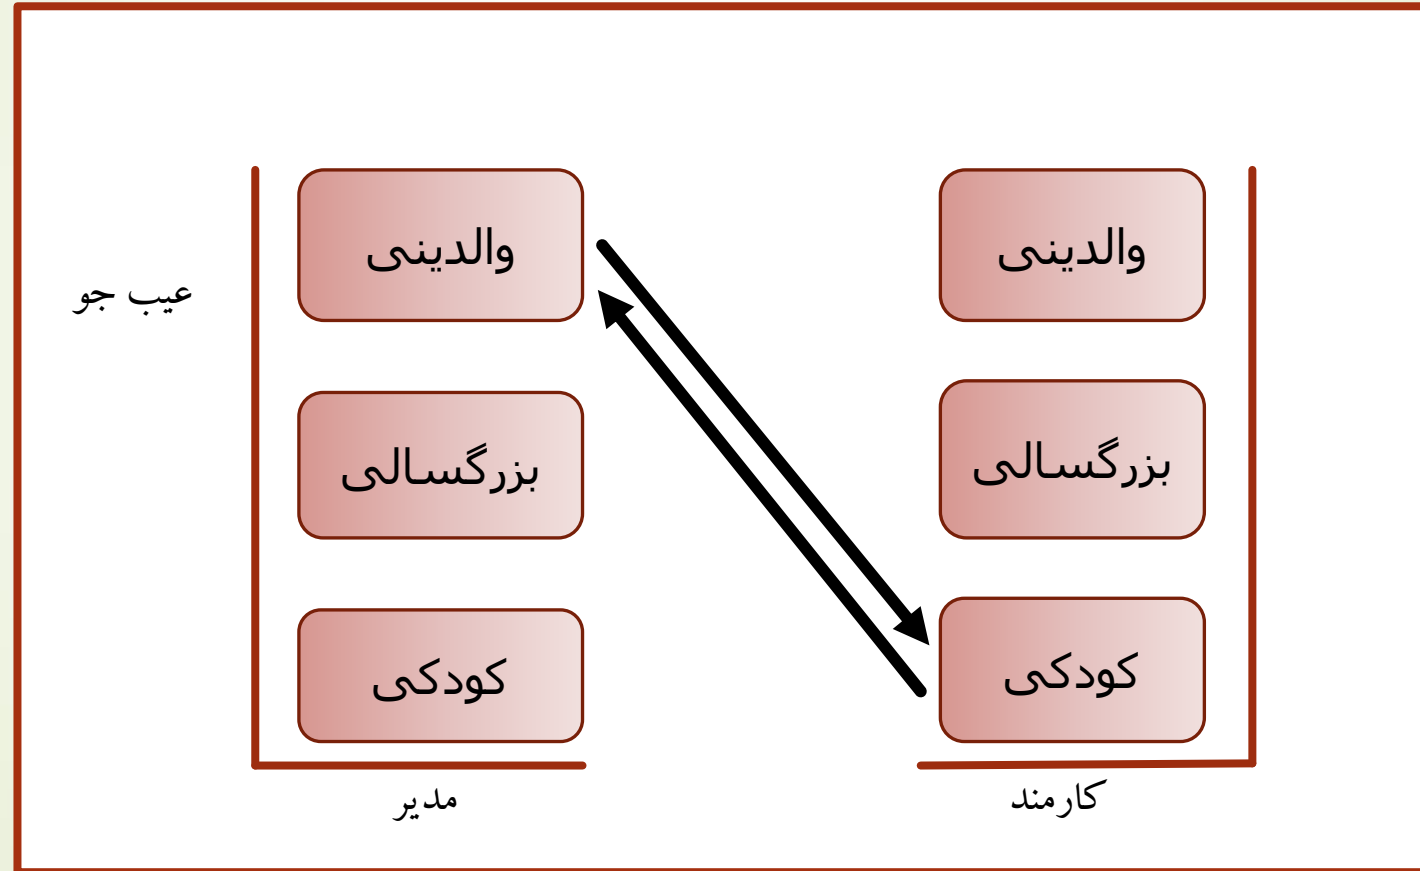 والدینی
والدینی
عیب جو
بزرگسالی
بزرگسالی
کودکی
کودکی
کارمند
مدیر